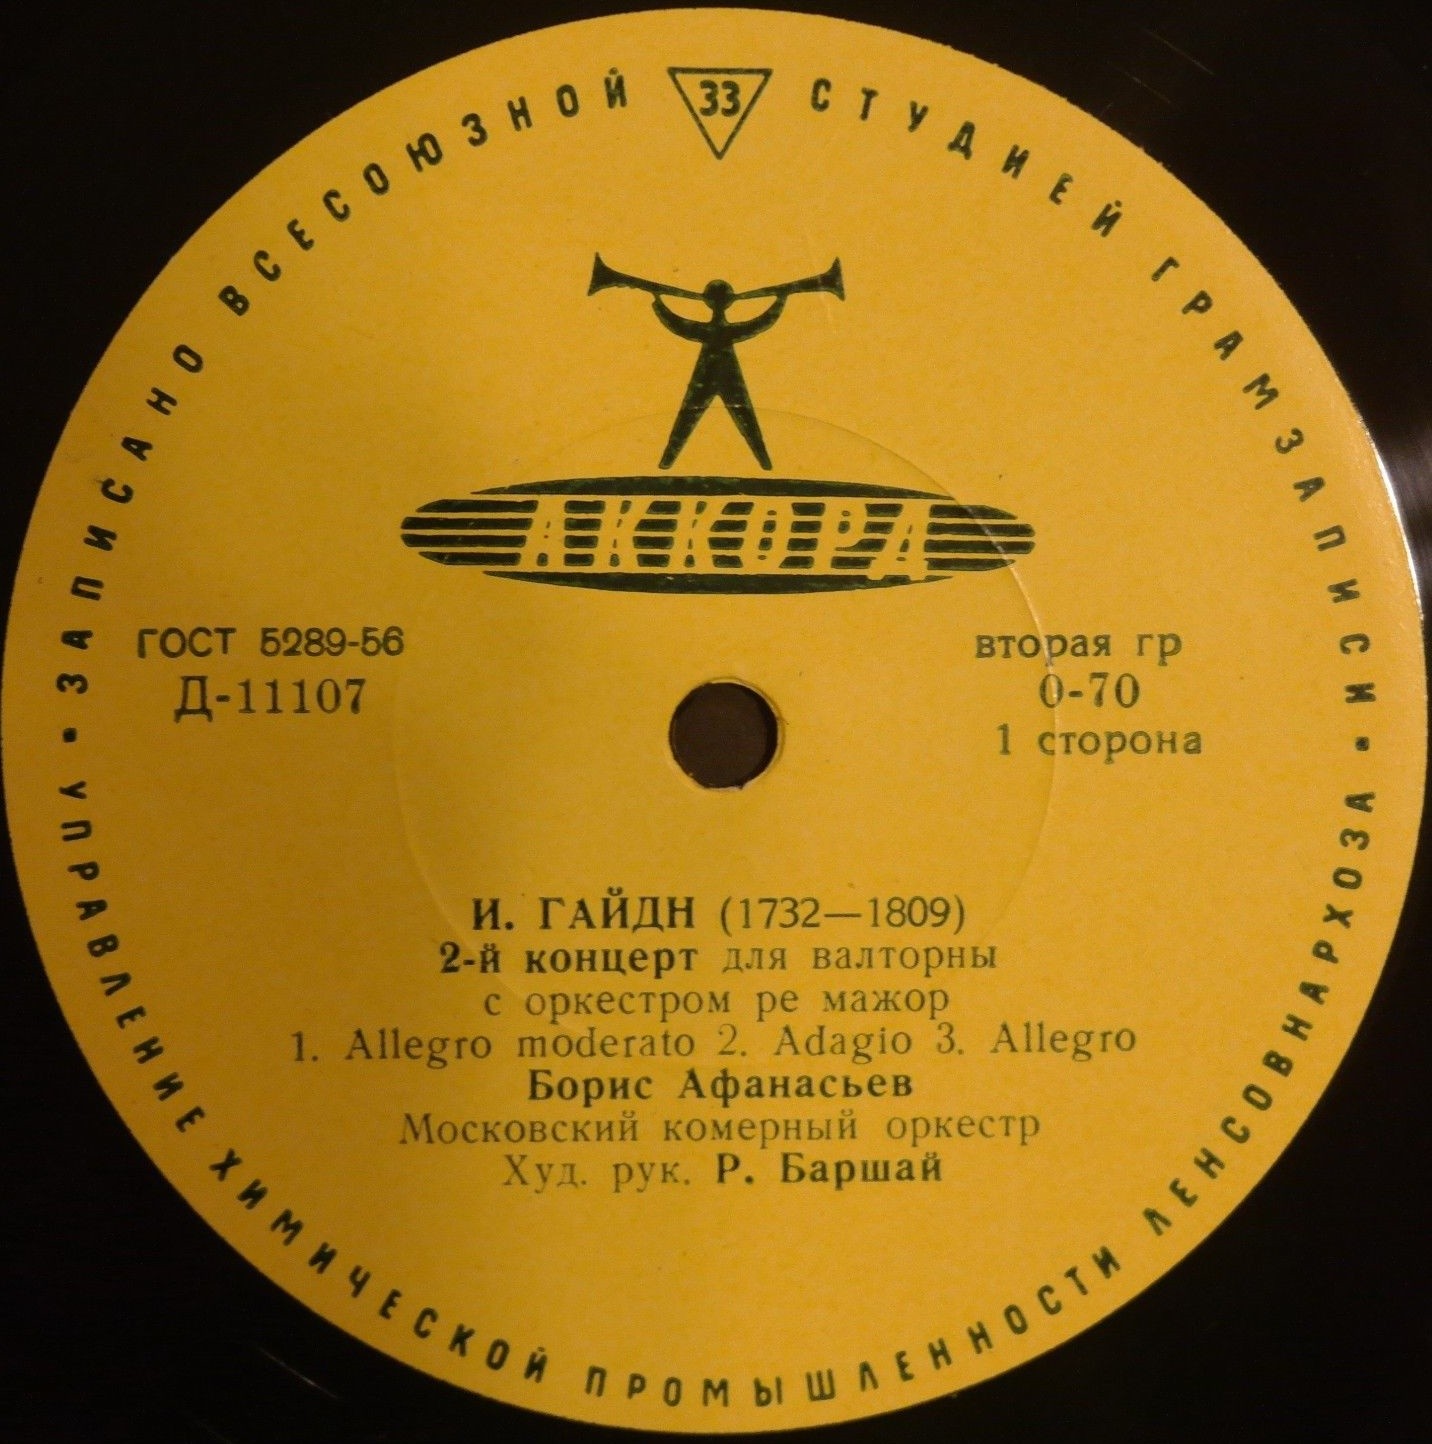 ЗАПИСАНО ВСЕСОЮЗНОЙ СТУДИЕЙ ГРАМЗАПИСИ
33
АККОРД
ГОСТ 5289-56
Д-11107
вторая гр
0-70
1 сторона
И. ГАЙДН (1732—1809)
2-й концерт для валторны
с оркестром ре мажор
1. Allegro moderato 2. Adagio 3. Allegro
Борис Афанасьев
Московский комерный оркестр
Худ. рук. Р. Баршай
УПРАВЛЕНИЕ ХИМИЧЕСКОЙ ПРОМЫШЛЕННОСТИ ЛЕНСОВНАРХОЗА